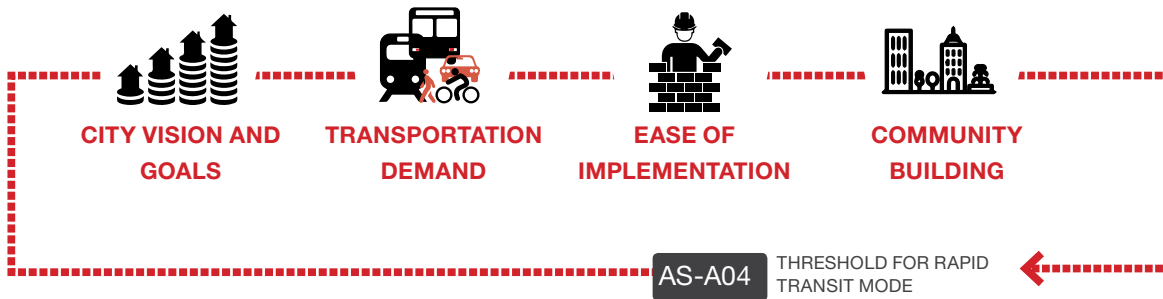 CITY VISION AND
GOALS
TRANSPORTATION
DEMAND
EASE OF
IMPLEMENTATION
COMMUNITY
BUILDING
AS-A04
THRESHOLD FOR RAPID
TRANSIT MODE